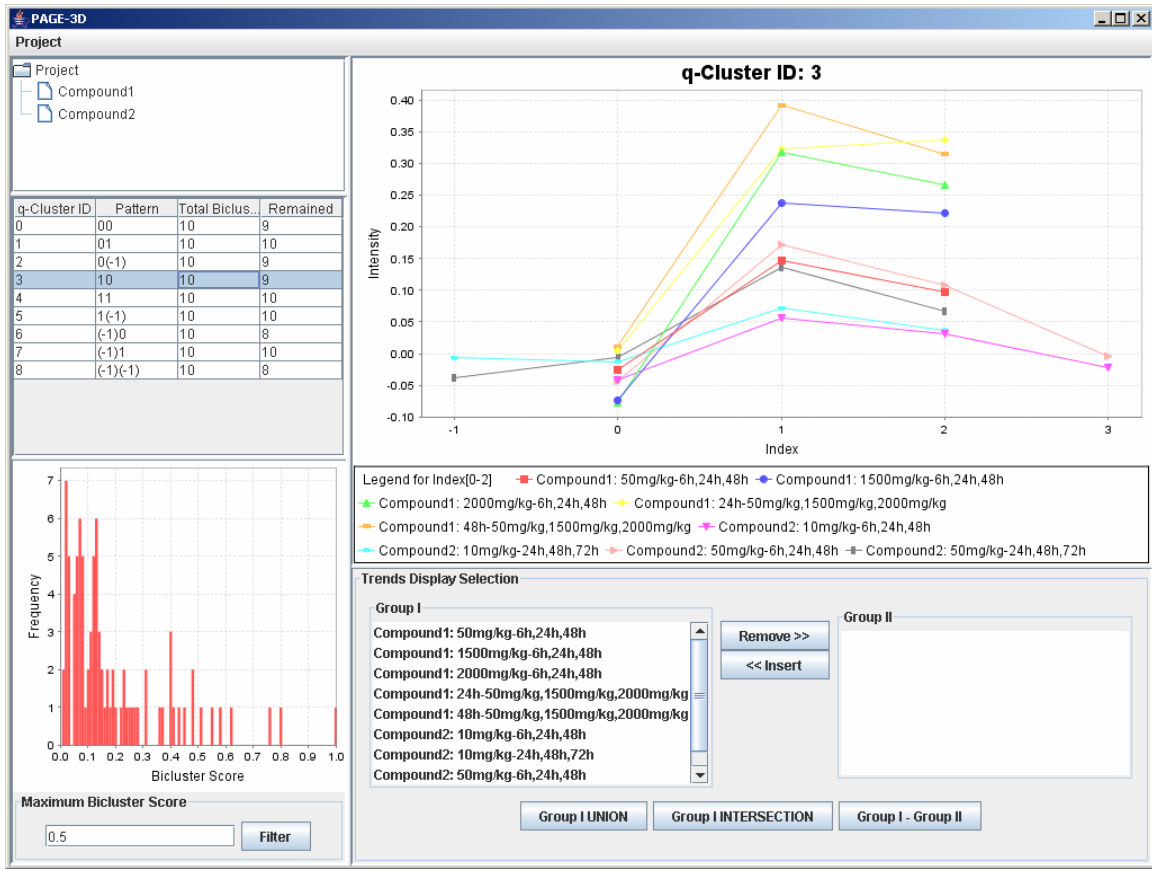 PAGE-3D
Project
Project
Compound1
Compound2
q-Cluster ID Pattern Total Biclus... Remained
0 00 10 9
1 01 10 10
2 0(-1) 10 9
3 10 10 9
4 11 10 10
5 1(-1) 10 10
6 (-1)0 10 8
7 (-1)1 10 10
8 (-1)(-1) 10 8
7
6
5
4
3
2
1
0
Frequency
0.0 0.1 0.2 0.3 0.4 0.5 0.6 0.7 0.8 0.9 1.0
Bicluster Score
Maximum Bicluster Score
0.5 Filter
q-Cluster ID: 3
0.40
0.35
0.30
0.25
0.20
0.15
0.10
0.05
0.00
-0.05
-0.10
Intensity
-1 0 1 2 3
Index
Legend for Index[0-2] Compound1: 50mg/kg-6h,24h,48h Compound1: 1500mg/kg-6h,24h,48h
Compound1: 2000mg/kg-6h,24h,48h Compound1: 24h-50mg/kg,1500mg/kg,2000mg/kg
Compound1: 48h-50mg/kg,1500mg/kg,2000mg/kg Compound2: 10mg/kg-6h,24h,48h
Compound2: 10mg/kg-24h,48h,72h Compound2: 50mg/kg-6h,24h,48h Compound2: 50mg/kg-24h,48h,72h
Trends Display Selection
Group I
Compound1: 50mg/kg-6h,24h,48h
Compound1: 1500mg/kg-6h,24h,48h
Compound1: 2000mg/kg-6h,24h,48h
Compound1: 24h-50mg/kg,1500mg/kg,2000mg/kg
Compound1: 48h-50mg/kg,1500mg/kg,2000mg/kg
Compound2: 10mg/kg-6h,24h,48h
Compound2: 10mg/kg-24h,48h,72h
Compound2: 50mg/kg-6h,24h,48h
Remove >>
<< Insert
Group II
Group I UNION Group I INTERSECTION Group I - Group II